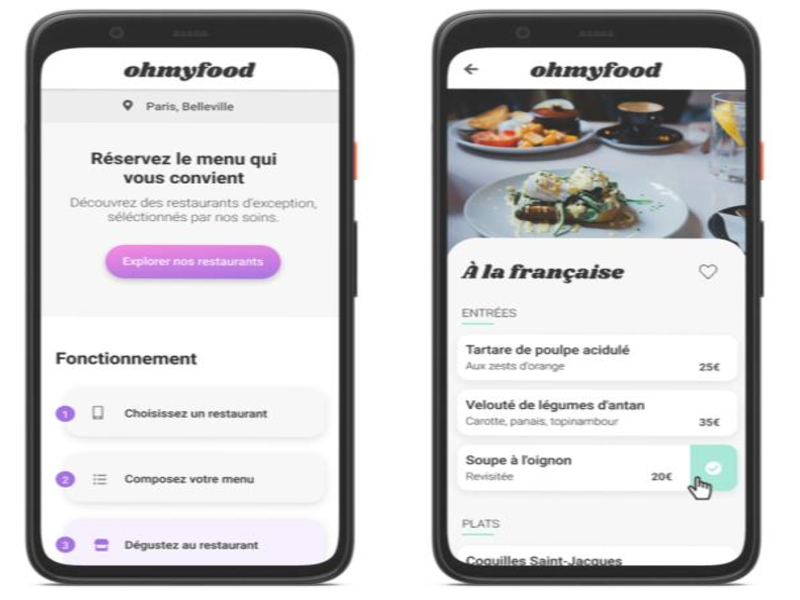 ohmyfood
Paris, Belleville
Réservez le menu qui
vous convient
Découvrez des restaurants d'exception,
séléctionnés par nos soins.
Explorer nos restaurants
Fonctionnement
1 Choisissez un restaurant
2 Composez votre menu
3 Dégustez au restaurant
ohmyfood
À la française
ENTRÉES
Tartare de poulpe acidulé
Aux zests d'orange 25€
Velouté de légumes d'antan
Carotte, panais, topinambour 35€
Soupe à l'oignon
Revisitée 20€
PLATS
Coquilles Saint-Jacques